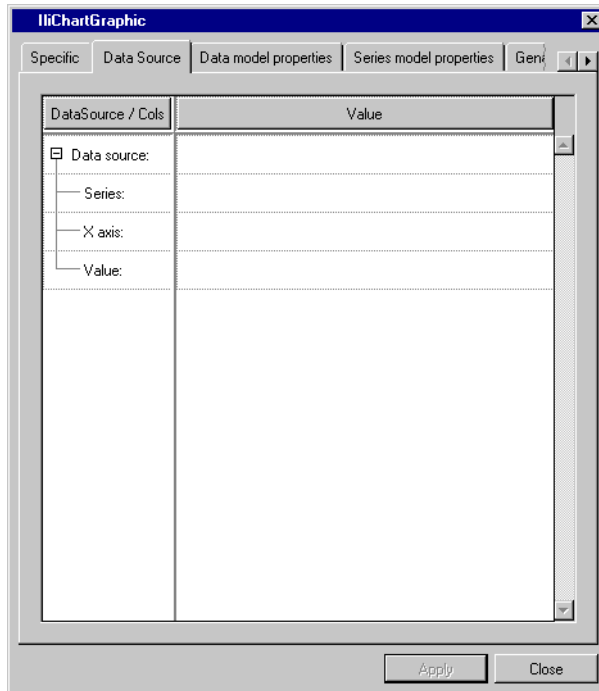 IliChartGraphic
Specific Data Source Data model properties Series model properties Gene
DataSource / Cols Value
Data source:
Series:
X axis:
Value:
Apply Close